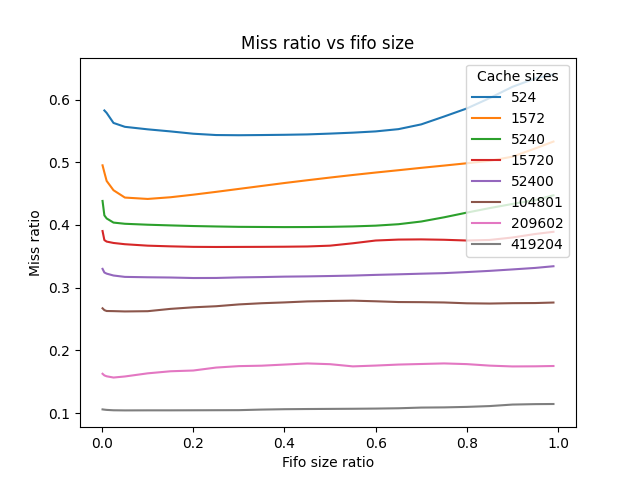 Miss ratio vs fifo size
Cache sizes
524
1572
5240
15720
52400
104801
209602
419204
Miss ratio
0.6
0.5
0.4
0.3
0.2
0.1
0.0 0.2 0.4 0.6 0.8 1.0
Fifo size ratio